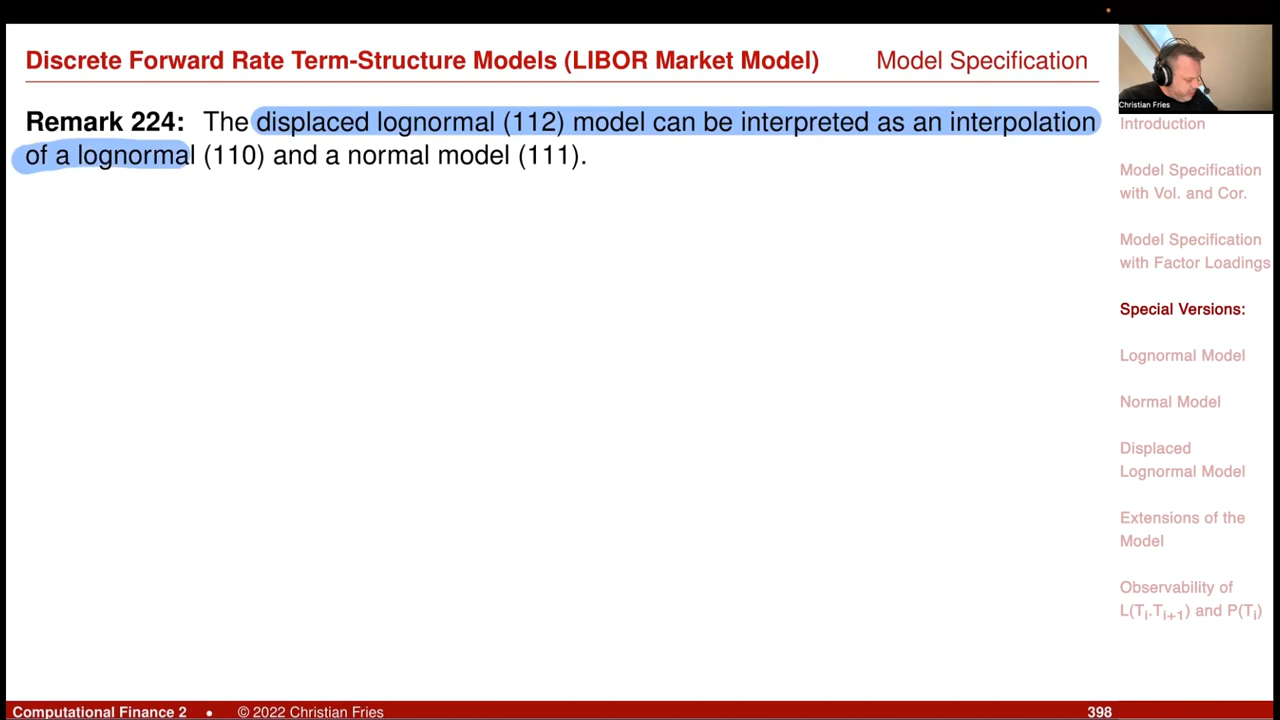 Discrete Forward Rate Term-Structure Models (LIBOR Market Model)
Model Specification
Remark 224: The displaced lognormal (112) model can be interpreted as an interpolation
of a lognormal (110) and a normal model (111).
Christian Fries
Introduction
Model Specification
with Vol. and Cor.
Model Specification
with Factor Loadings
Special Versions:
Lognormal Model
Normal Model
Displaced
Lognormal Model
Extensions of the
Model
Observability of
L(Tᵢ.Tᵢ₊₁) and P(Tᵢ)
Computational Finance 2 • © 2022 Christian Fries
398